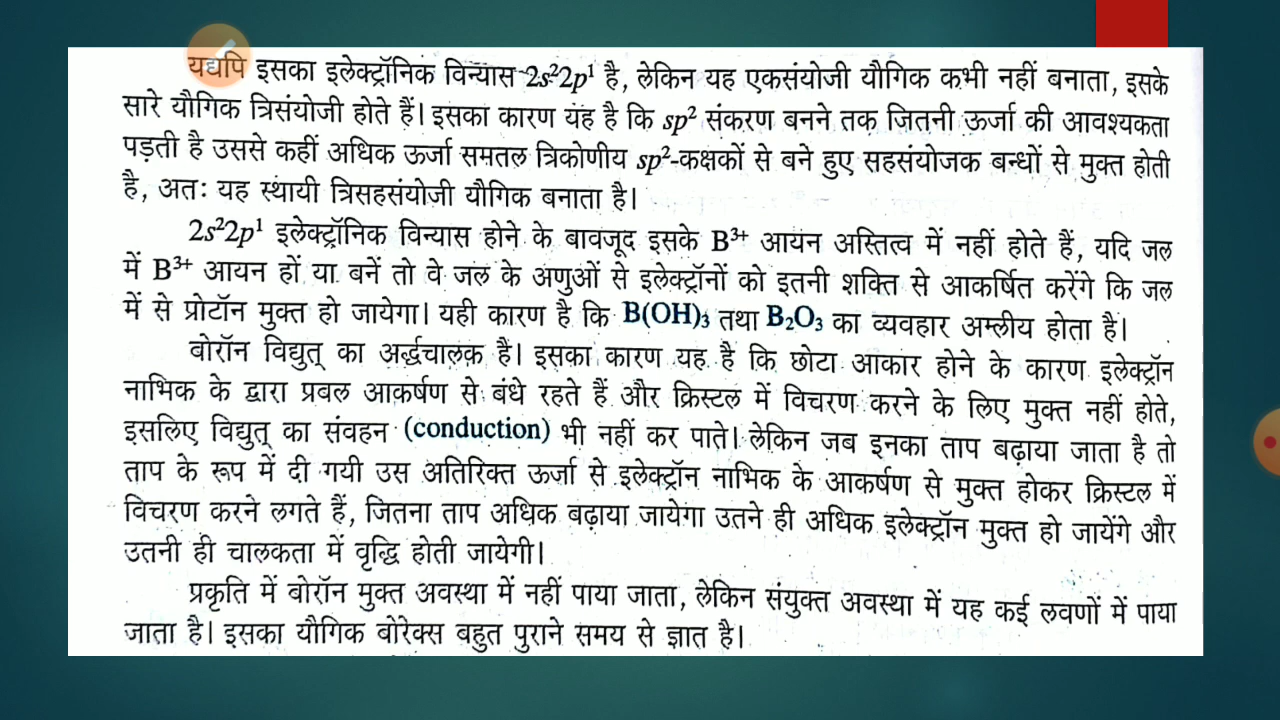 यद्यपि इसका इलेक्ट्रॉनिक विन्यास 2s²2p¹ है, लेकिन यह एकसंयोजी यौगिक कभी नहीं बनाता, इसके
सारे यौगिक त्रिसंयोजी होते हैं। इसका कारण यह है कि sp² संकरण बनने तक जितनी ऊर्जा की आवश्यकता
पड़ती है उससे कहीं अधिक ऊर्जा समतल त्रिकोणीय sp²-कक्षकों से बने हुए सहसंयोजक बन्धों से मुक्त होती
है, अतः यह स्थायी त्रिसहसंयोजी यौगिक बनाता है।
2s²2p¹ इलेक्ट्रॉनिक विन्यास होने के बावजूद इसके B³⁺ आयन अस्तित्व में नहीं होते हैं, यदि जल
में B³⁺ आयन हों या बनें तो वे जल के अणुओं से इलेक्ट्रॉनों को इतनी शक्ति से आकर्षित करेंगे कि जल
में से प्रोटॉन मुक्त हो जायेगा। यही कारण है कि B(OH)₃ तथा B₂O₃ का व्यवहार अम्लीय होता है।
बोरॉन विद्युत् का अर्द्धचालक है। इसका कारण यह है कि छोटा आकार होने के कारण इलेक्ट्रॉन
नाभिक के द्वारा प्रबल आकर्षण से बंधे रहते हैं और क्रिस्टल में विचरण करने के लिए मुक्त नहीं होते,
इसलिए विद्युत् का संवहन (conduction) भी नहीं कर पाते। लेकिन जब इनका ताप बढ़ाया जाता है तो
ताप के रूप में दी गयी उस अतिरिक्त ऊर्जा से इलेक्ट्रॉन नाभिक के आकर्षण से मुक्त होकर क्रिस्टल में
विचरण करने लगते हैं, जितना ताप अधिक बढ़ाया जायेगा उतने ही अधिक इलेक्ट्रॉन मुक्त हो जायेंगे और
उतनी ही चालकता में वृद्धि होती जायेगी।
प्रकृति में बोरॉन मुक्त अवस्था में नहीं पाया जाता, लेकिन संयुक्त अवस्था में यह कई लवणों में पाया
जाता है। इसका यौगिक बोरेक्स बहुत पुराने समय से ज्ञात है।